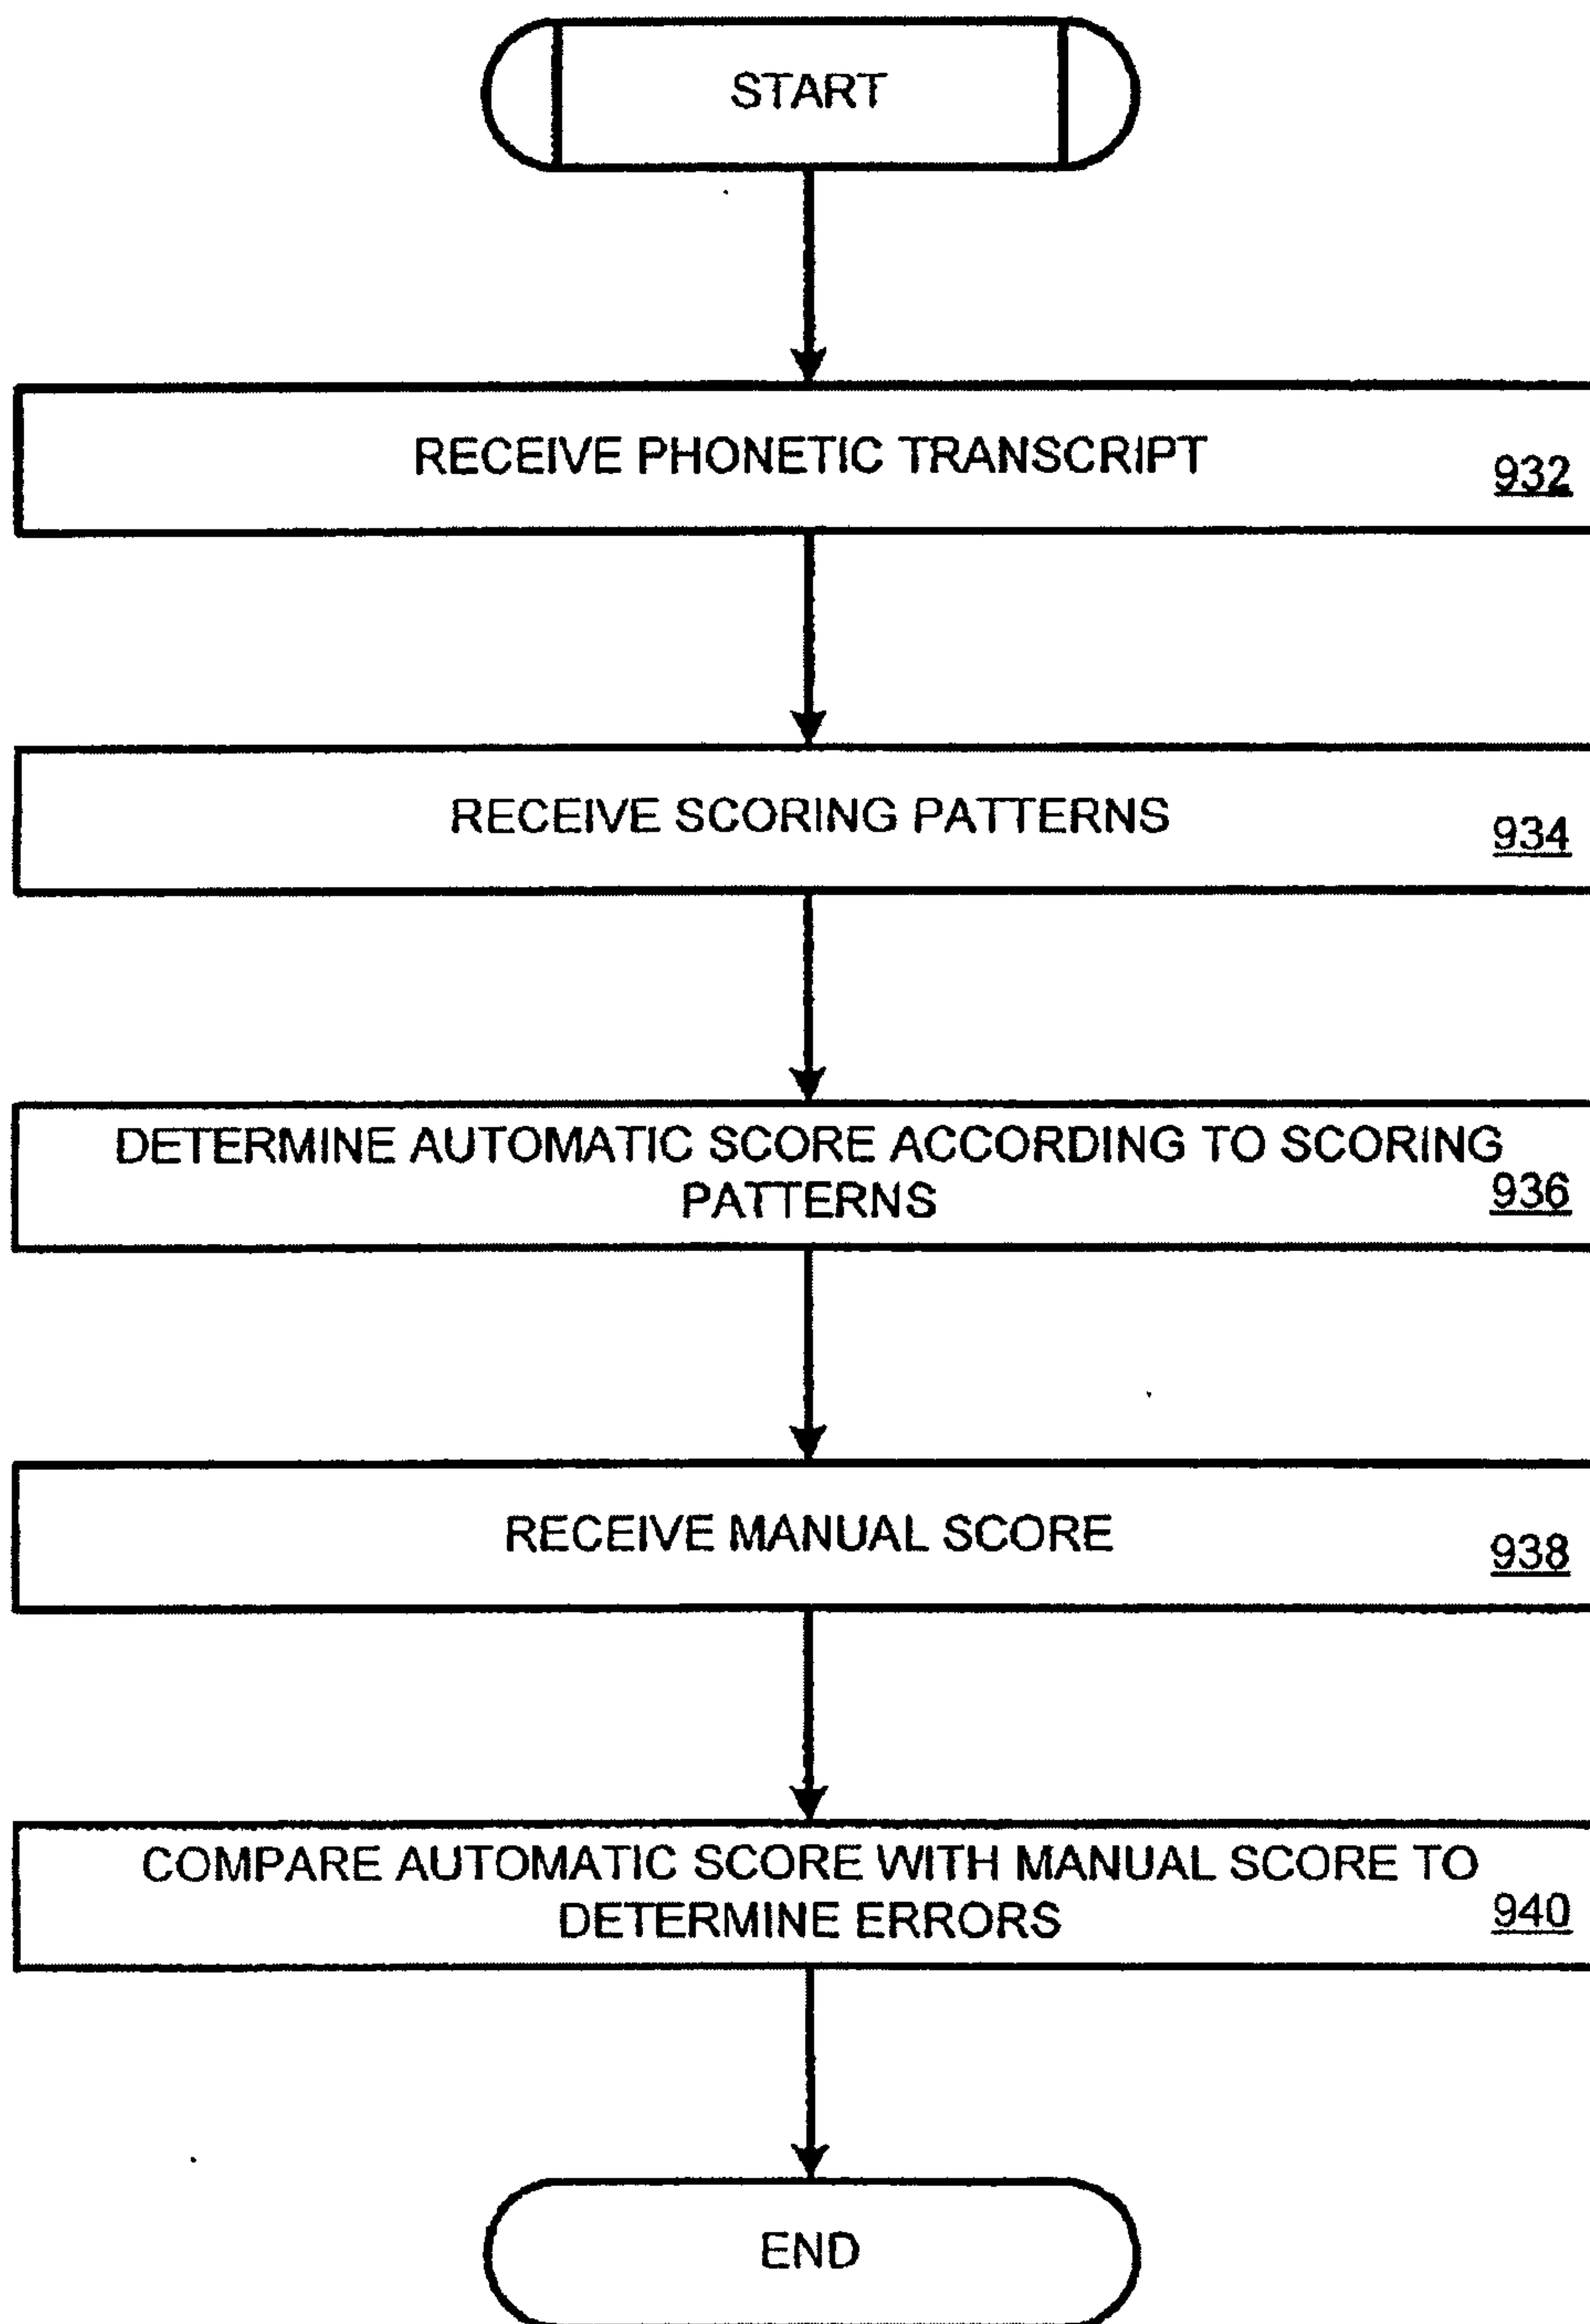 START
RECEIVE PHONETIC TRANSCRIPT
932
RECEIVE SCORING PATTERNS
934
DETERMINE AUTOMATIC SCORE ACCORDING TO SCORING
PATTERNS
936
RECEIVE MANUAL SCORE
938
COMPARE AUTOMATIC SCORE WITH MANUAL SCORE TO
DETERMINE ERRORS
940
END